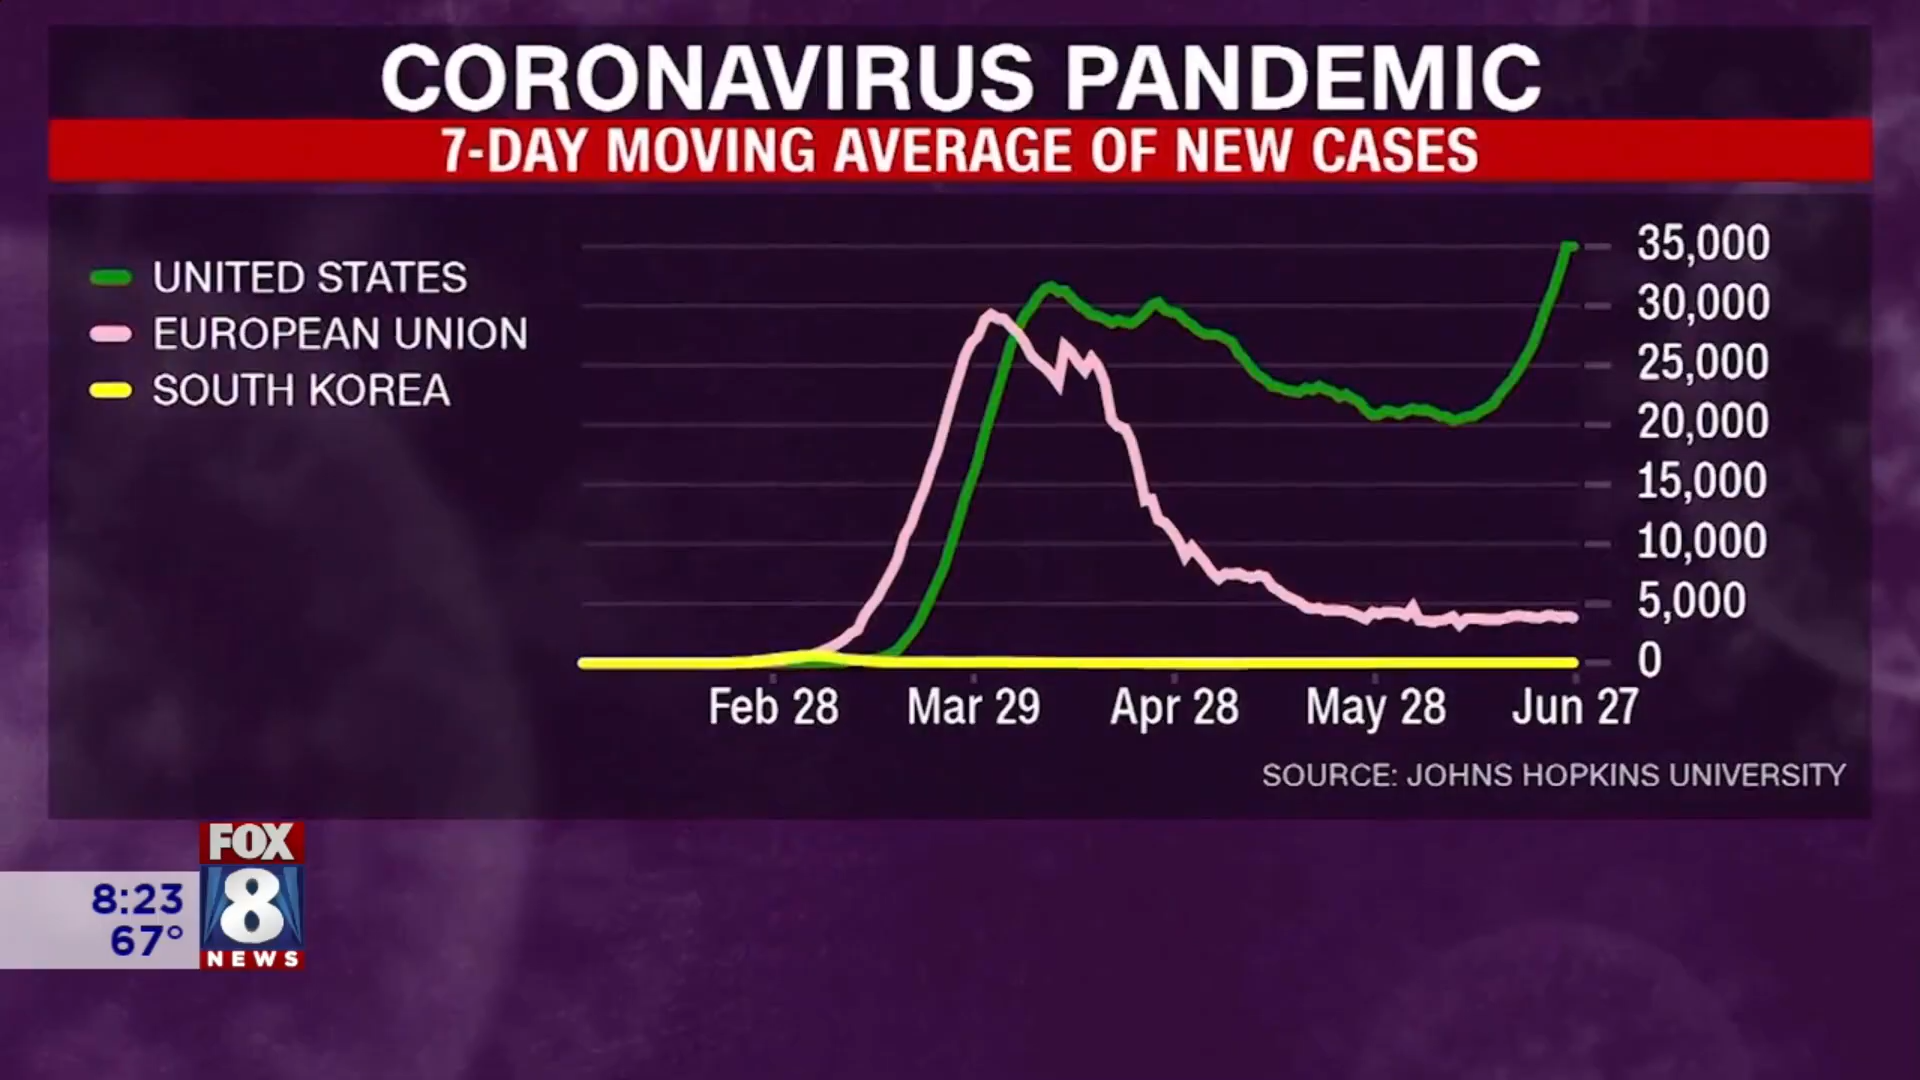 CORONAVIRUS PANDEMIC
7-DAY MOVING AVERAGE OF NEW CASES
UNITED STATES
EUROPEAN UNION
SOUTH KOREA
35,000
30,000
25,000
20,000
15,000
10,000
5,000
0
Feb 28 Mar 29 Apr 28 May 28 Jun 27
SOURCE: JOHNS HOPKINS UNIVERSITY
FOX
8
NEWS
8:23
67°